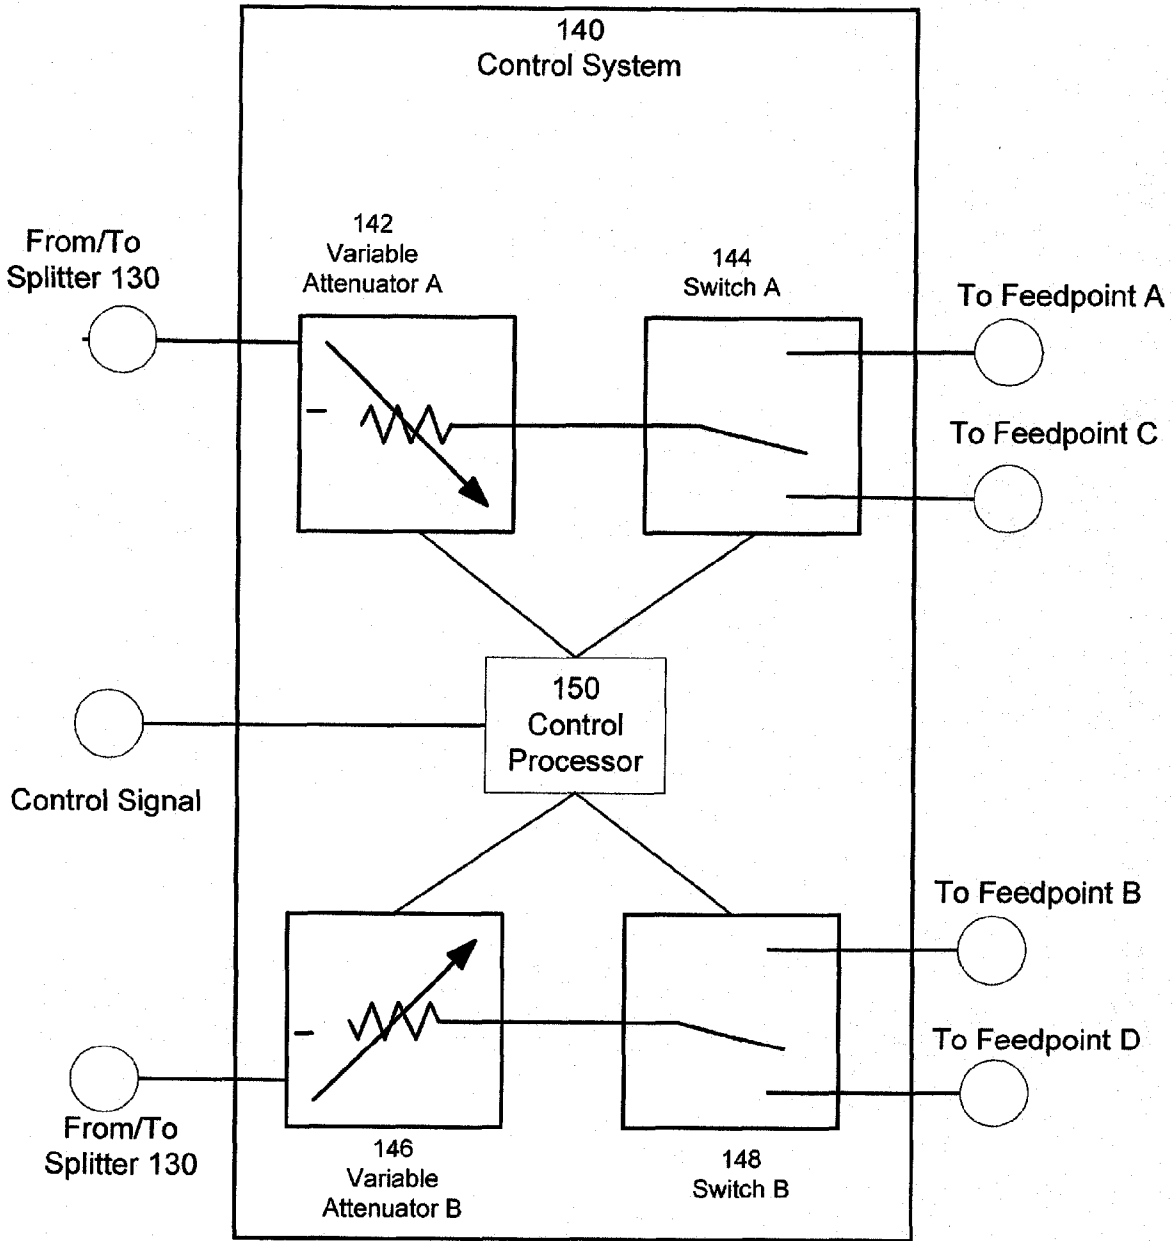 140
Control System
142
Variable
Attenuator A
From/To
Splitter 130
144
Switch A
To Feedpoint A
To Feedpoint C
150
Control
Processor
Control Signal
To Feedpoint B
To Feedpoint D
From/To
Splitter 130
146
Variable
Attenuator B
148
Switch B